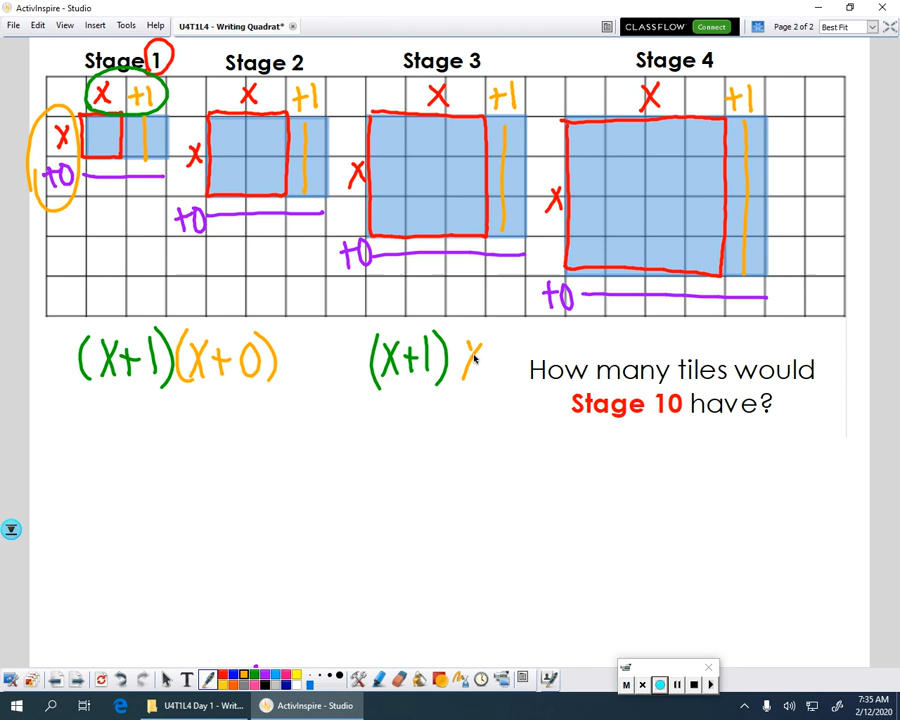 ActivInspire - Studio
File Edit View Insert Tools Help
U4T1L4 - Writing Quadrat*
CLASSFLOW Connect
Page 2 of 2
Best Fit
Stage 1
Stage 2
Stage 3
Stage 4
x +1
x +1
x +1
x +1
x
x
x
x
+0
+0
+0
+0
(x+1)(x+0)
(x+1) x
How many tiles would
Stage 10 have?
M
U4T1L4 Day 1 - Writ...
ActivInspire - Studio
7:35 AM
2/12/2020